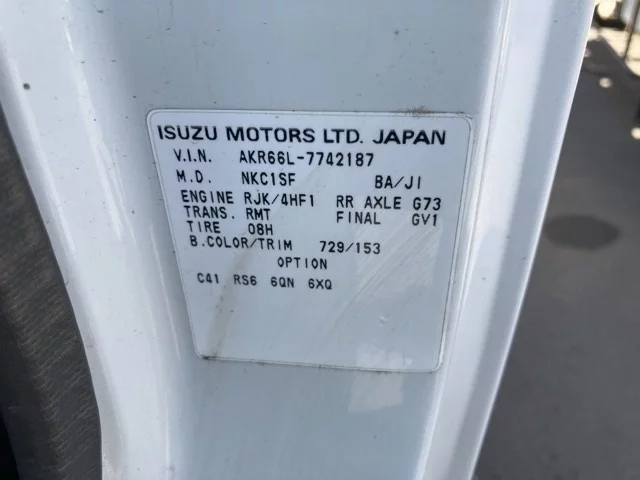 ISUZU MOTORS LTD. JAPAN
V.I.N. AKR66L-7742187
M.D. NKC1SF BA/J1
ENGINE RJK/4HF1 RR AXLE G73
TRANS. RMT FINAL GV1
TIRE 08H
B.COLOR/TRIM 729/153
OPTION
C41 RS6 6QN 6XQ